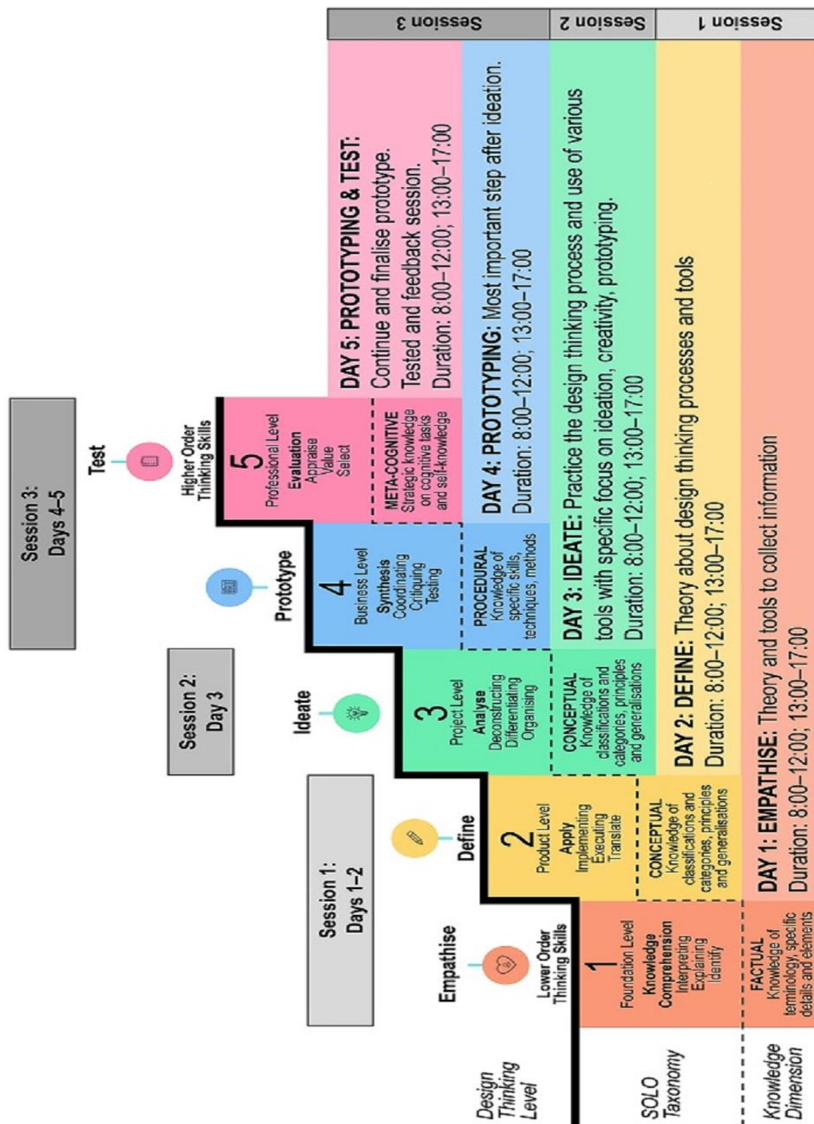 Session 3:
Days 4–5
Session 2:
Day 3
Session 1:
Days 1–2
Test
Prototype
Ideate
Define
Empathise
Higher Order
Thinking Skills
Lower Order
Thinking Skills
Design
Thinking
Level
SOLO
Taxonomy
Knowledge
Dimension
5
Professional Level
Evaluation
Appraise
Value
Select
META-COGNITIVE
Strategic knowledge
on cognitive tasks
and self-knowledge
DAY 5: PROTOTYPING & TEST:
Continue and finalise prototype.
Tested and feedback session.
Duration: 8:00–12:00; 13:00–17:00
4
Business Level
Synthesis
Coordinating
Critiquing
Testing
PROCEDURAL
Knowledge of
specific skills,
techniques, methods
DAY 4: PROTOTYPING: Most important step after ideation.
Duration: 8:00–12:00; 13:00–17:00
3
Project Level
Analyse
Deconstructing
Differentiating
Organising
CONCEPTUAL
Knowledge of
classifications and
categories, principles
and generalisations
DAY 3: IDEATE: Practice the design thinking process and use of various
tools with specific focus on ideation, creativity, prototyping.
Duration: 8:00–12:00; 13:00–17:00
2
Product Level
Apply
Implementing
Executing
Translate
CONCEPTUAL
Knowledge of
classifications and
categories, principles
and generalisations
DAY 2: DEFINE: Theory about design thinking processes and tools
Duration: 8:00–12:00; 13:00–17:00
1
Foundation Level
Knowledge
Comprehension
Interpreting
Explaining
Identify
FACTUAL
Knowledge of
terminology, specific
details and elements
DAY 1: EMPATHISE: Theory and tools to collect information
Duration: 8:00–12:00; 13:00–17:00
Session 3
Session 2
Session 1